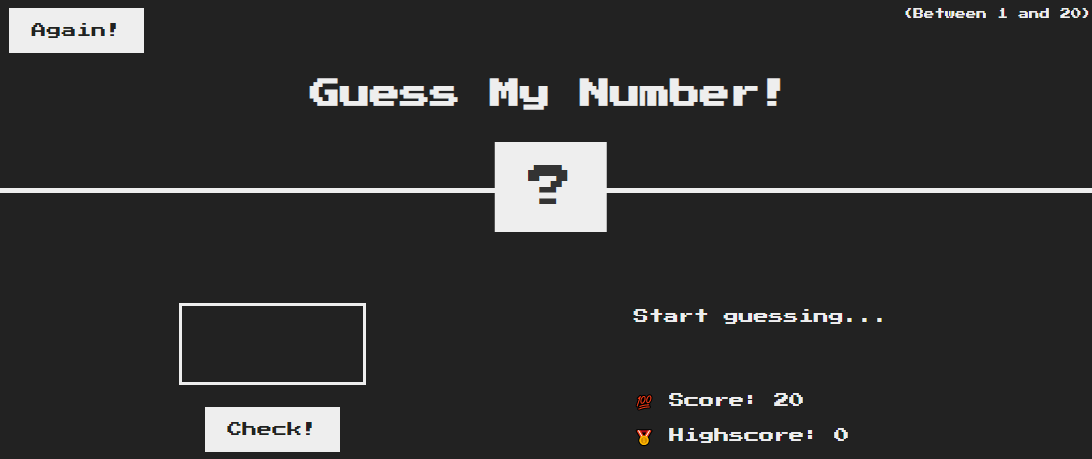 Again!
(Between 1 and 20)
Guess My Number!
?
Start guessing...
💯 Score: 20
🥇 Highscore: 0
Check!